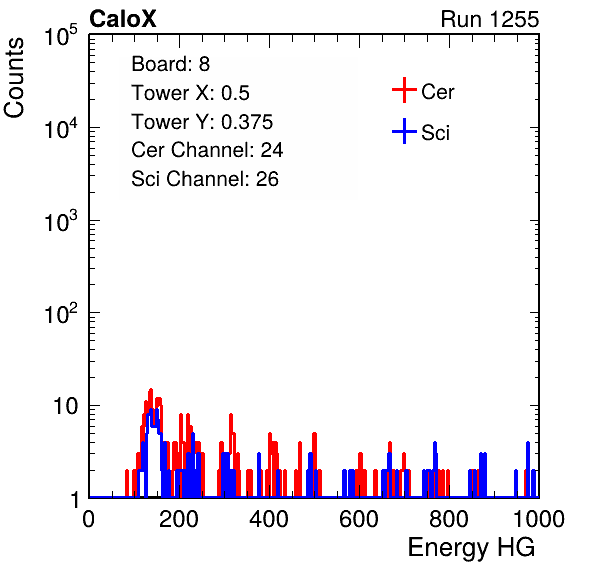 CaloX
Run 1255
Counts
10^5
10^4
10^3
10^2
10
1
Board: 8
Tower X: 0.5
Tower Y: 0.375
Cer Channel: 24
Sci Channel: 26
Cer
Sci
0 200 400 600 800 1000
Energy HG